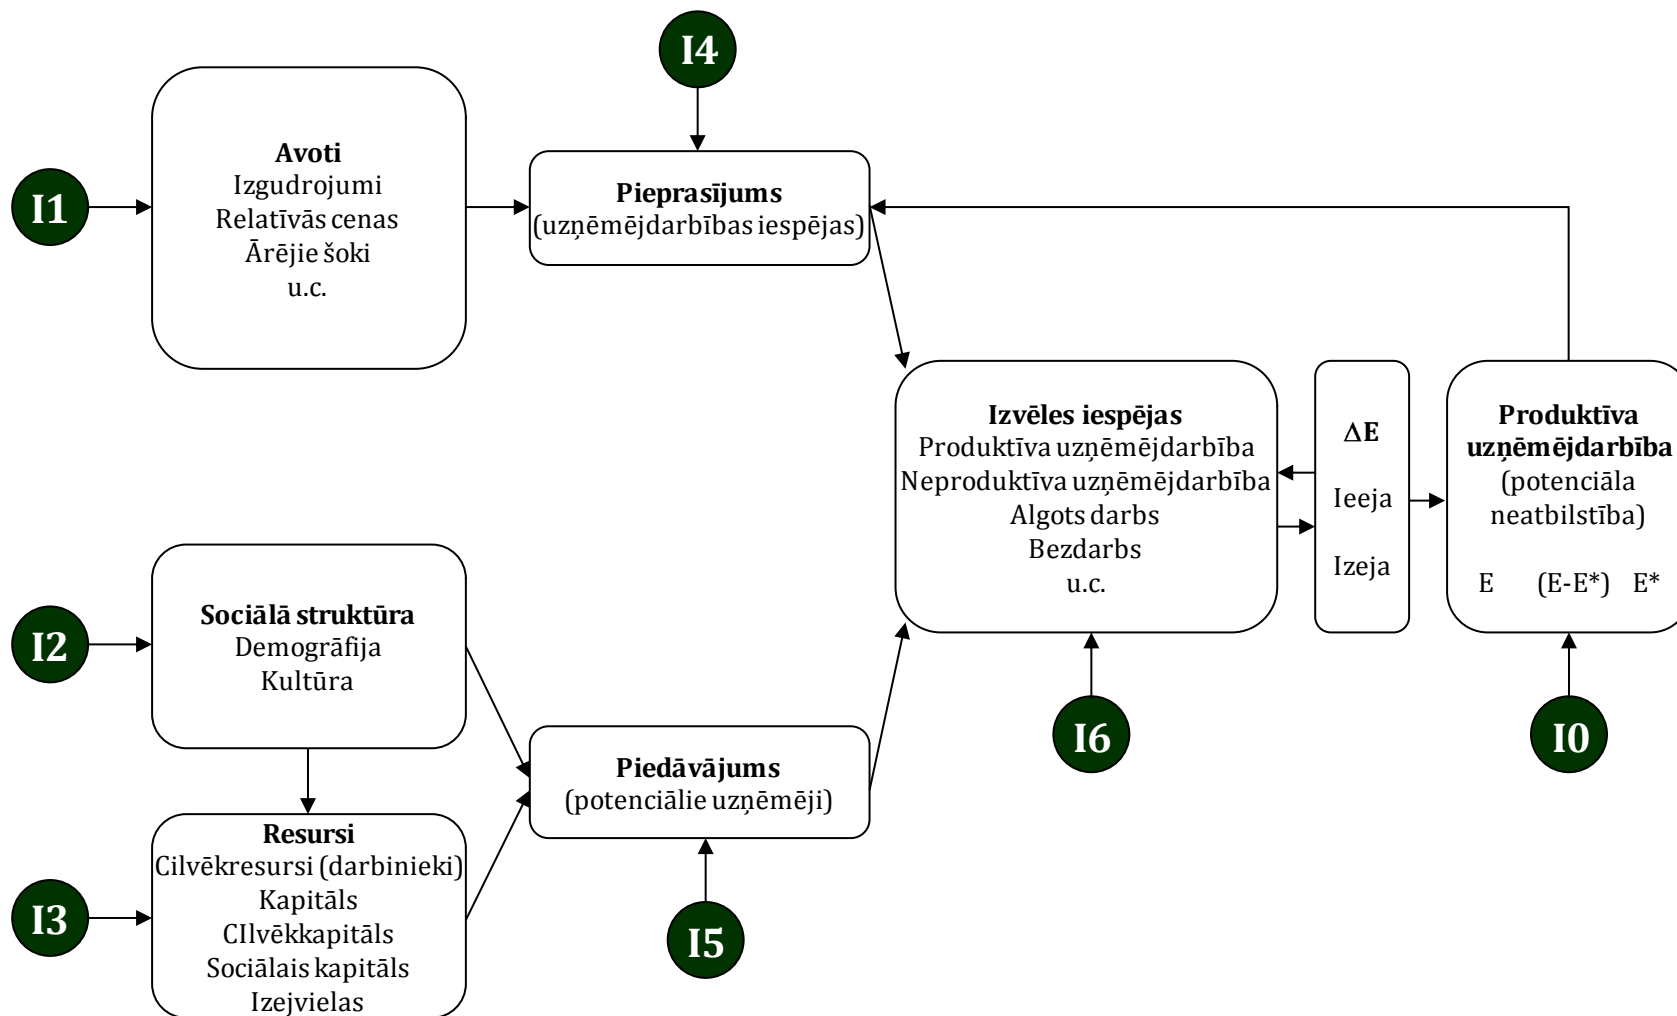 I4
I1
Avoti
Izgudrojumi
Relatīvās cenas
Ārējie šoki
u.c.
Pieprasījums
(uzņēmējdarbības iespējas)
Izvēles iespējas
Produktīva uzņēmējdarbība
Neproduktīva uzņēmējdarbība
Algots darbs
Bezdarbs
u.c.
ΔE
Ieeja
Izeja
Produktīva
uzņēmējdarbība
(potenciāla
neatbilstība)
E (E-E*) E*
I2
Sociālā struktūra
Demogrāfija
Kultūra
I6
I0
Piedāvājums
(potenciālie uzņēmēji)
I3
Resursi
Cilvēkresursi (darbinieki)
Kapitāls
CIlvēkkapitāls
Sociālais kapitāls
Izejvielas
I5